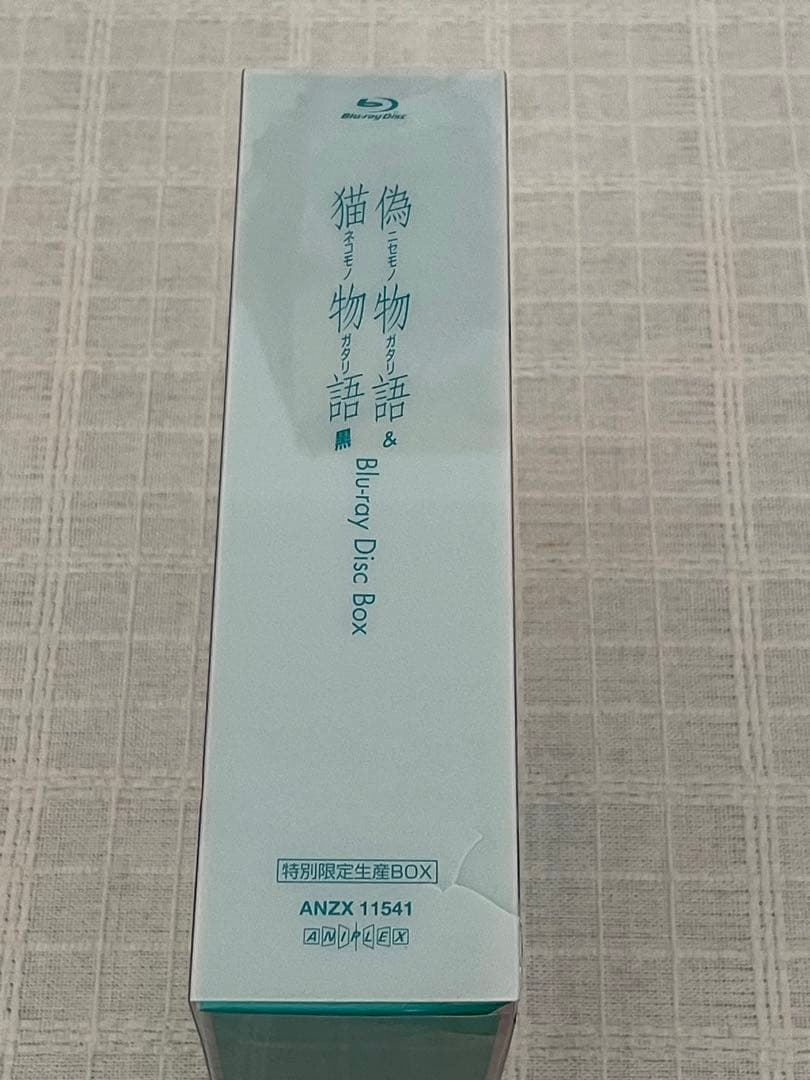 Blu-ray Disc
偽物語 &
ニセモノ ガタリ
猫物語 黒
ネコモノ ガタリ
Blu-ray Disc Box
特別限定生産BOX
ANZX 11541
ANIPLEX